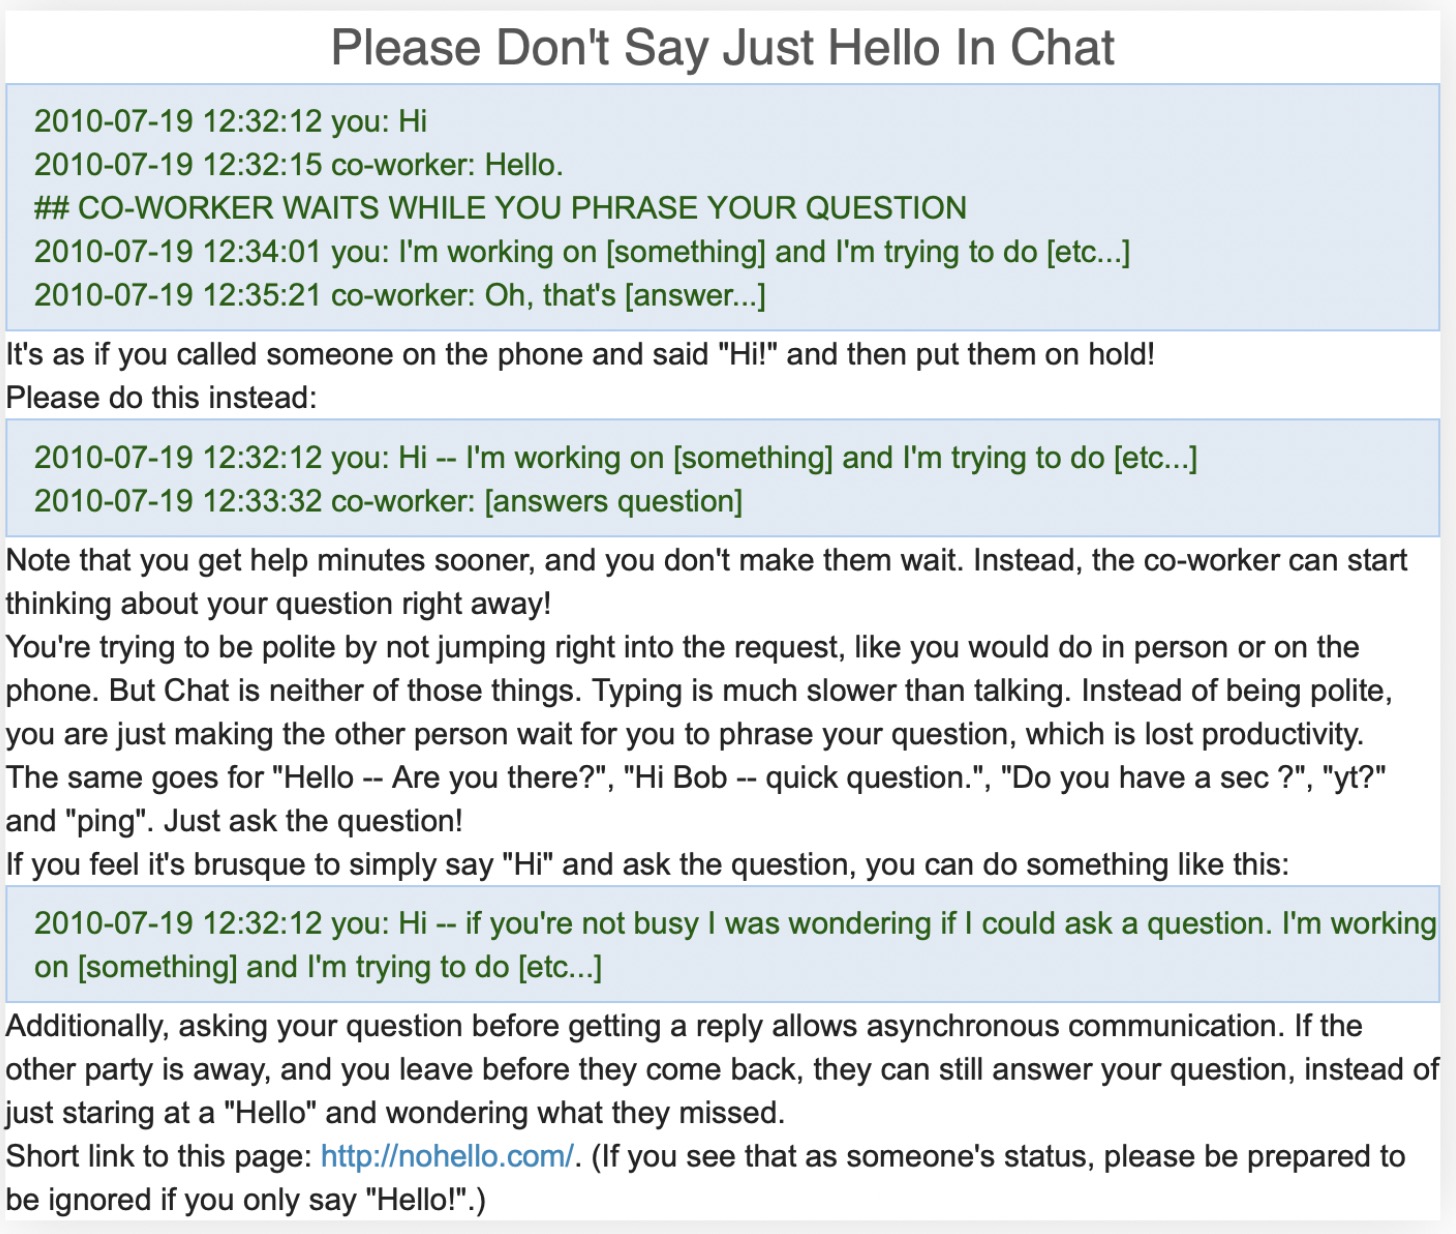 Please Don't Say Just Hello In Chat
2010-07-19 12:32:12 you: Hi
2010-07-19 12:32:15 co-worker: Hello.
## CO-WORKER WAITS WHILE YOU PHRASE YOUR QUESTION
2010-07-19 12:34:01 you: I'm working on [something] and I'm trying to do [etc...]
2010-07-19 12:35:21 co-worker: Oh, that's [answer...]
It's as if you called someone on the phone and said "Hi!" and then put them on hold!
Please do this instead:
2010-07-19 12:32:12 you: Hi -- I'm working on [something] and I'm trying to do [etc...]
2010-07-19 12:33:32 co-worker: [answers question]
Note that you get help minutes sooner, and you don't make them wait. Instead, the co-worker can start
thinking about your question right away!
You're trying to be polite by not jumping right into the request, like you would do in person or on the
phone. But Chat is neither of those things. Typing is much slower than talking. Instead of being polite,
you are just making the other person wait for you to phrase your question, which is lost productivity.
The same goes for "Hello -- Are you there?", "Hi Bob -- quick question.", "Do you have a sec ?", "yt?"
and "ping". Just ask the question!
If you feel it's brusque to simply say "Hi" and ask the question, you can do something like this:
2010-07-19 12:32:12 you: Hi -- if you're not busy I was wondering if I could ask a question. I'm working
on [something] and I'm trying to do [etc...]
Additionally, asking your question before getting a reply allows asynchronous communication. If the
other party is away, and you leave before they come back, they can still answer your question, instead of
just staring at a "Hello" and wondering what they missed.
Short link to this page: http://nohello.com/. (If you see that as someone's status, please be prepared to
be ignored if you only say "Hello!".)